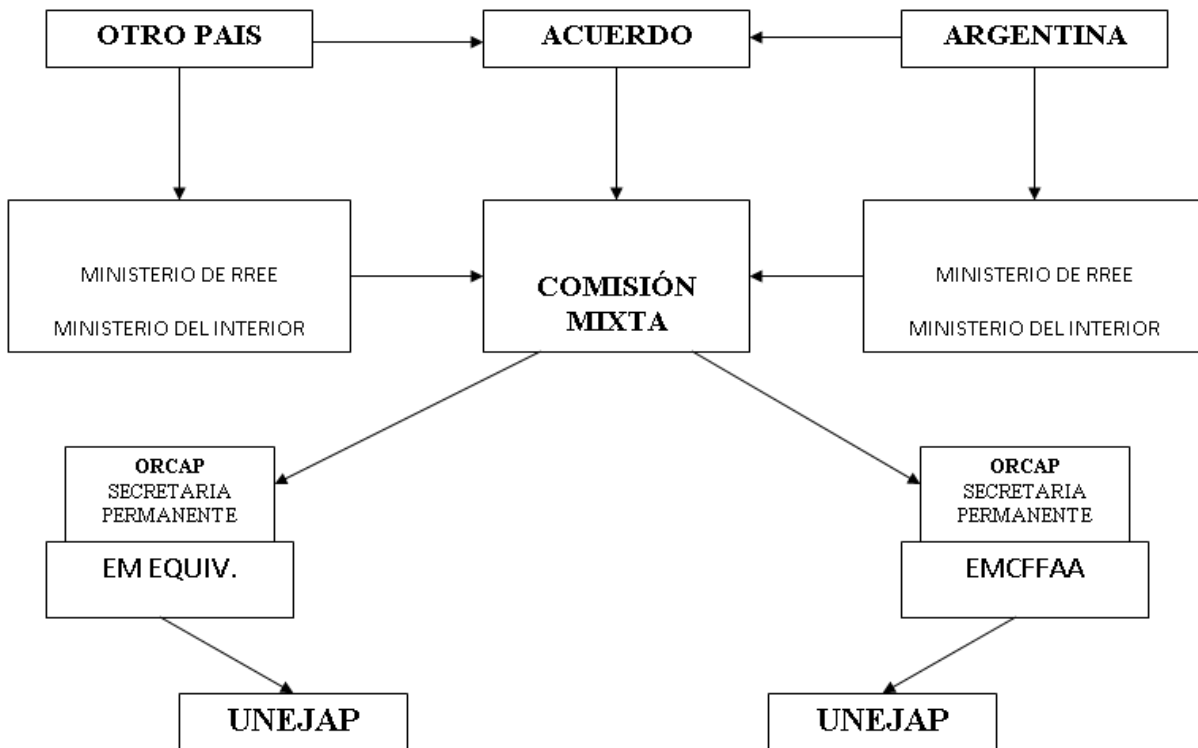 OTRO PAIS
ACUERDO
ARGENTINA
MINISTERIO DE RREE
MINISTERIO DEL INTERIOR
COMISIÓN
MIXTA
MINISTERIO DE RREE
MINISTERIO DEL INTERIOR
ORCAP
SECRETARIA
PERMANENTE
EM EQUIV.
ORCAP
SECRETARIA
PERMANENTE
EMCFFAA
UNEJAP
UNEJAP